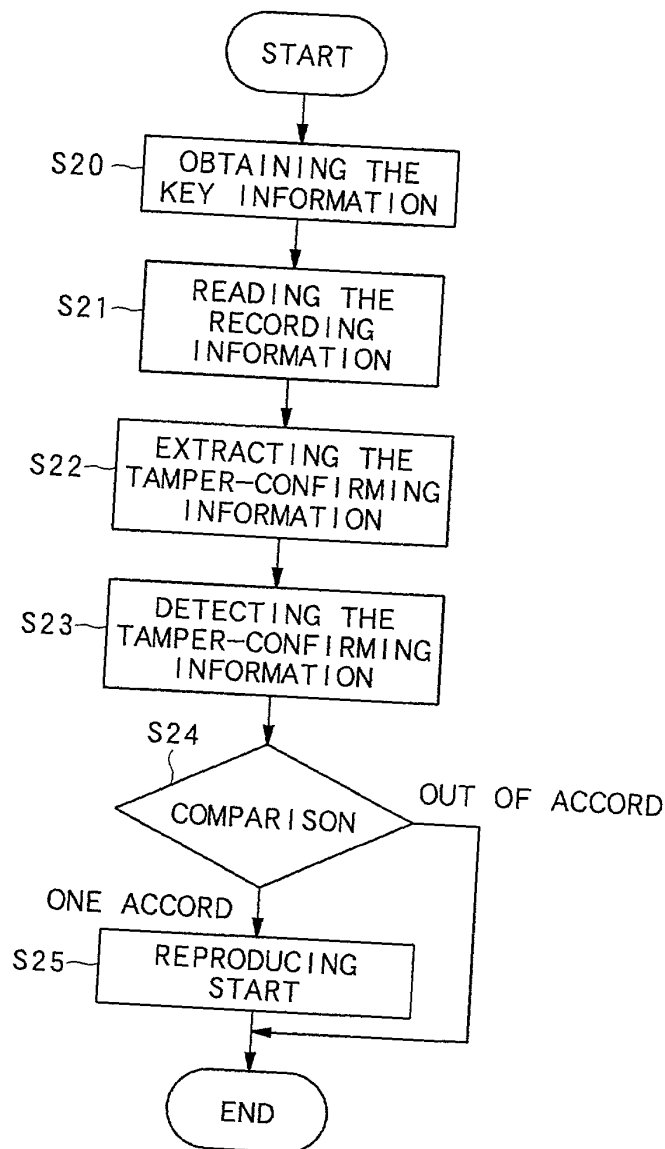 START
S20
OBTAINING THE
KEY INFORMATION
S21
READING THE
RECORDING
INFORMATION
S22
EXTRACTING THE
TAMPER-CONFIRMING
INFORMATION
S23
DETECTING THE
TAMPER-CONFIRMING
INFORMATION
S24
COMPARISON
OUT OF ACCORD
ONE ACCORD
S25
REPRODUCING
START
END